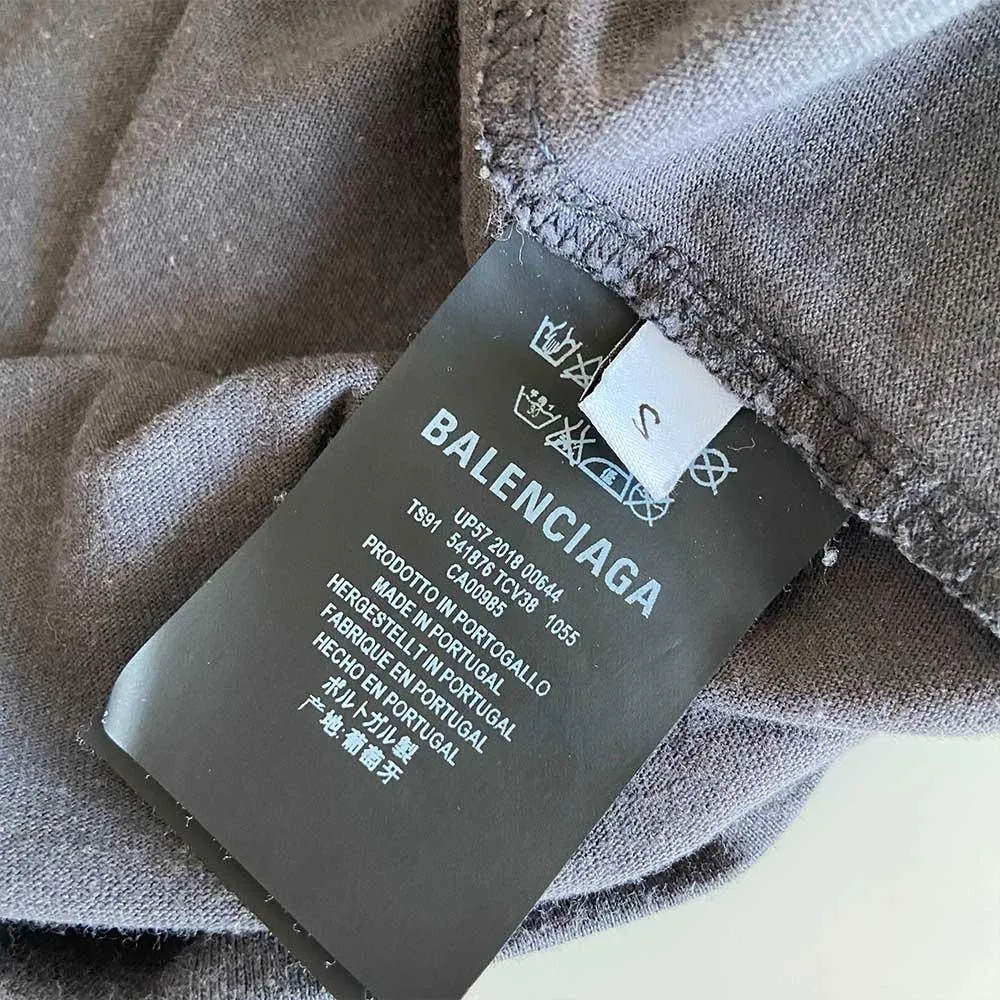 S
BALENCIAGA
UP57 2018 00644
TS91 541876 TCV38 1055
CA00985
PRODOTTO IN PORTOGALLO
MADE IN PORTUGAL
HERGESTELLT IN PORTUGAL
FABRIQUE EN PORTUGAL
HECHO EN PORTUGAL
ポルトガル製
产地:葡萄牙